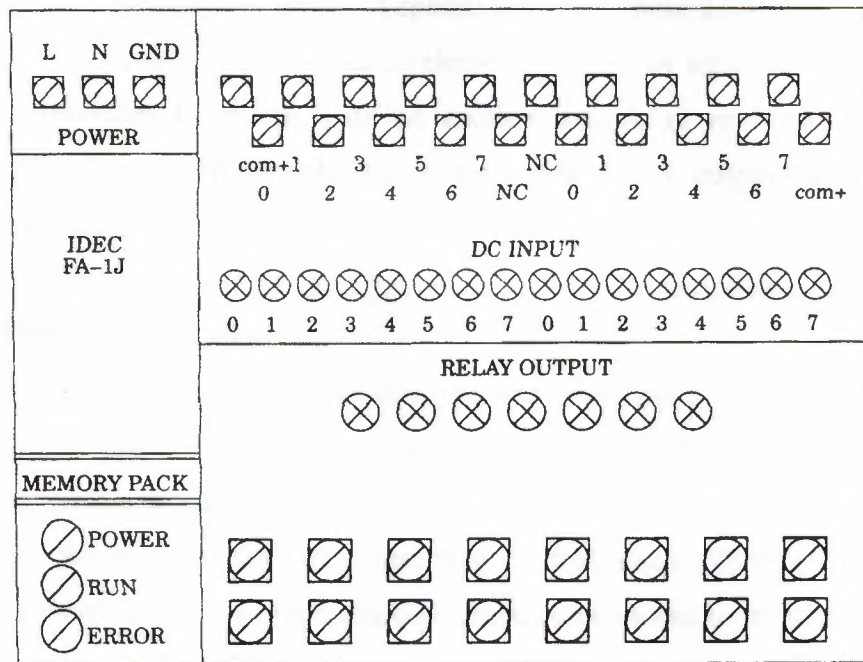 L N GND
POWER
com+1 3 5 7 NC 1 3 5 7
0 2 4 6 NC 0 2 4 6 com+
IDEC
FA-1J
DC INPUT
0 1 2 3 4 5 6 7 0 1 2 3 4 5 6 7
RELAY OUTPUT
MEMORY PACK
POWER
RUN
ERROR